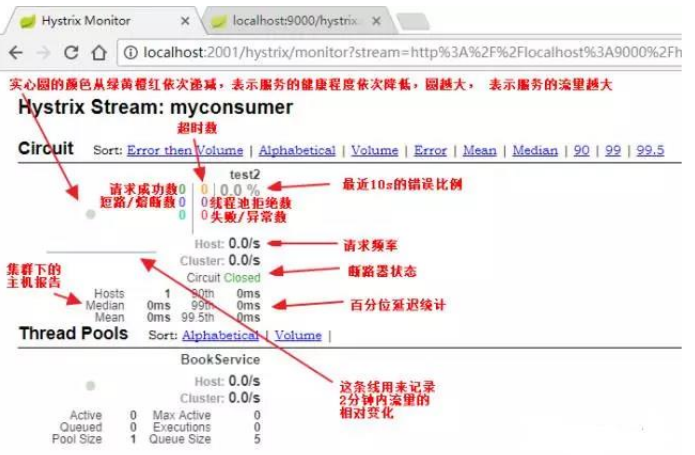 Hystrix Monitor
localhost:9000/hystrix
localhost:2001/hystrix/monitor?stream=http%3A%2F%2Flocalhost%3A9000%2Fh
实心圆的颜色从绿黄橙红依次递减，表示服务的健康程度依次降低，圆越大， 表示服务的流量越大
Hystrix Stream: myconsumer
超时数
Circuit Sort: Error then Volume | Alphabetical | Volume | Error | Mean | Median | 90 | 99 | 99.5
test2
请求成功数 0 0 0.0 % 最近10s的错误比例
短路/熔断数 0 0 线程池拒绝数
0 0 失败/异常数
Host: 0.0/s 请求频率
Cluster: 0.0/s
Circuit Closed 断路器状态
集群下的
主机报告
Hosts 1 90th 0ms
Median 0ms 99th 0ms 百分位延迟统计
Mean 0ms 99.5th 0ms
Thread Pools Sort: Alphabetical | Volume |
BookService
Host: 0.0/s
Cluster: 0.0/s
这条线用来记录
2分钟内流量的
相对变化
Active 0 Max Active 0
Queued 0 Executions 0
Pool Size 1 Queue Size 5